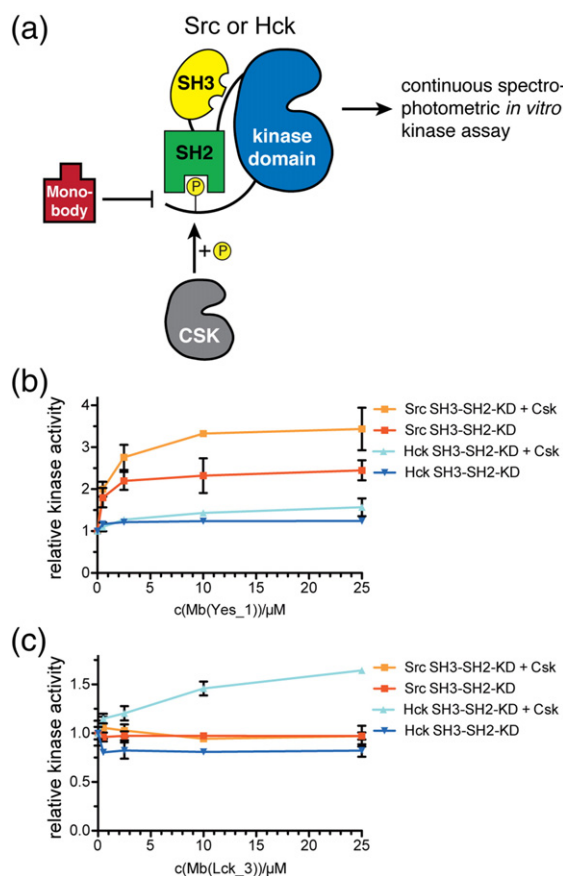 (a)
Src or Hck
SH3
SH2
kinase
domain
P
Mono-
body
+ P
CSK
continuous spectro-
photometric in vitro
kinase assay
(b)
relative kinase activity
4
3
2
1
0
0 5 10 15 20 25
c(Mb(Yes_1))/µM
Src SH3-SH2-KD + Csk
Src SH3-SH2-KD
Hck SH3-SH2-KD + Csk
Hck SH3-SH2-KD
(c)
relative kinase activity
1.5
1.0
0.5
0.0
0 5 10 15 20 25
c(Mb(Lck_3))/µM
Src SH3-SH2-KD + Csk
Src SH3-SH2-KD
Hck SH3-SH2-KD + Csk
Hck SH3-SH2-KD